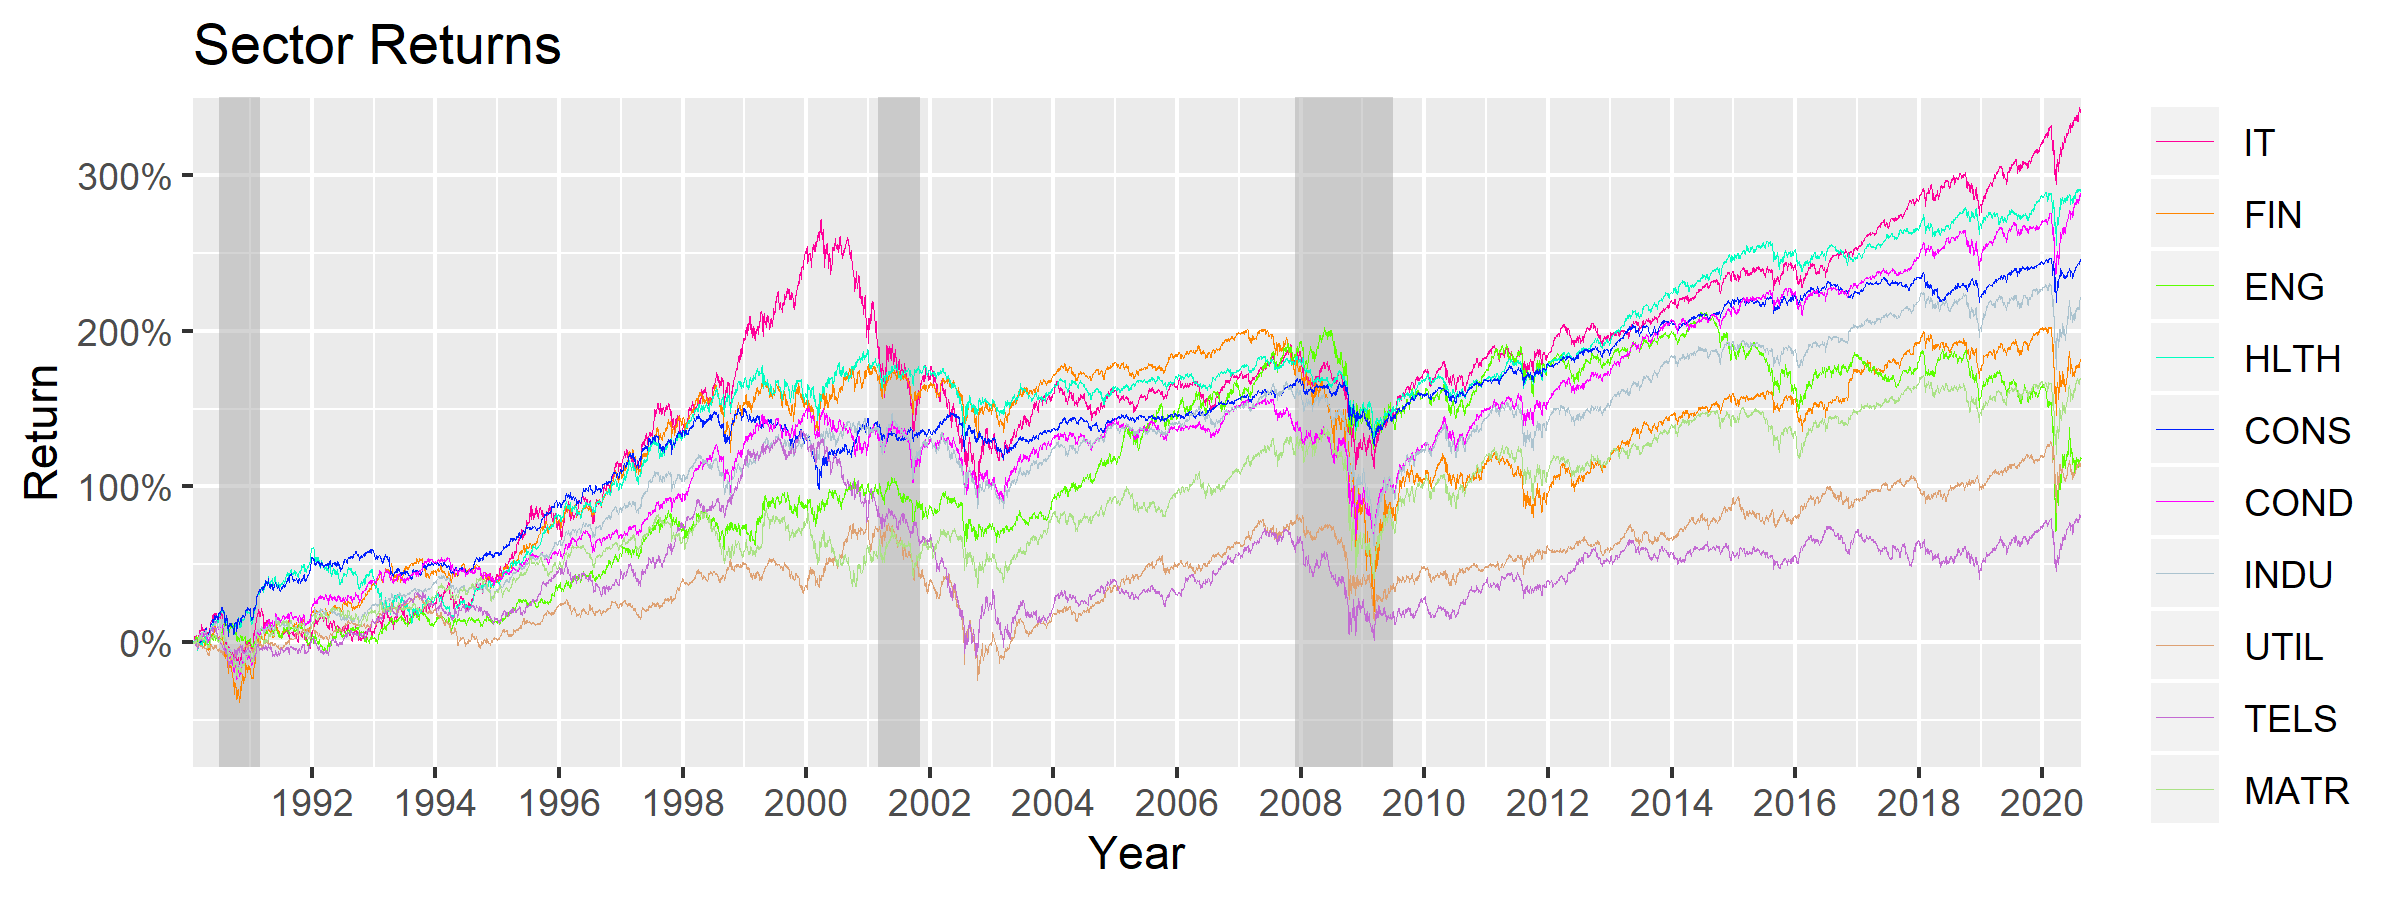 Sector Returns
300%
200%
100%
0%
Return
1992 1994 1996 1998 2000 2002 2004 2006 2008 2010 2012 2014 2016 2018 2020
Year
IT
FIN
ENG
HLTH
CONS
COND
INDU
UTIL
TELS
MATR